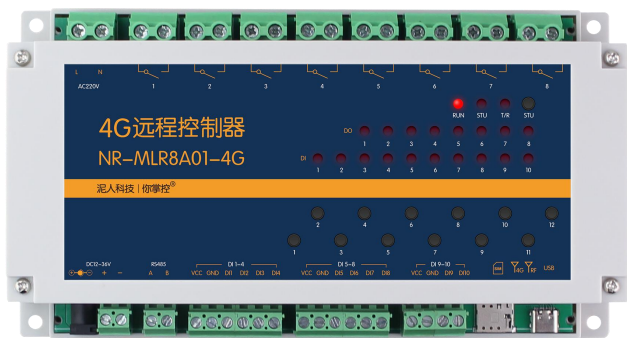 L N
AC220V 1 2 3 4 5 6 7 8
RUN STU T/R STU
4G远程控制器
DO
1 2 3 4 5 6 7 8
NR-MLR8A01-4G
DI
1 2 3 4 5 6 7 8 9 10
泥人科技 | 你掌控®
2 4 6 8 10 12
1 3 5 7 9 11
DC12-36V RS485 DI 1-4 DI 5-8 DI 9-10
+ - A B VCC GND DI1 DI2 DI3 DI4 VCC GND DI5 DI6 DI7 DI8 VCC GND DI9 DI10 SIM 4G RF USB